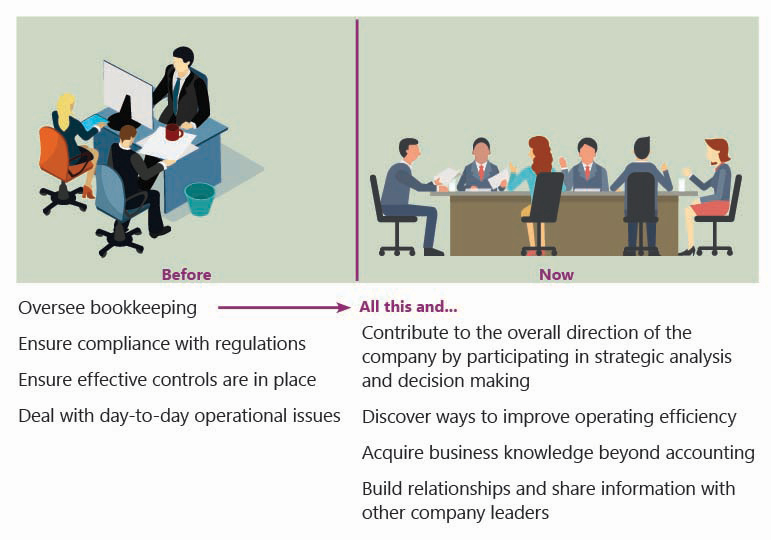 Before
Now
Oversee bookkeeping
Ensure compliance with regulations
Ensure effective controls are in place
Deal with day-to-day operational issues
All this and...
Contribute to the overall direction of the
company by participating in strategic analysis
and decision making
Discover ways to improve operating efficiency
Acquire business knowledge beyond accounting
Build relationships and share information with
other company leaders